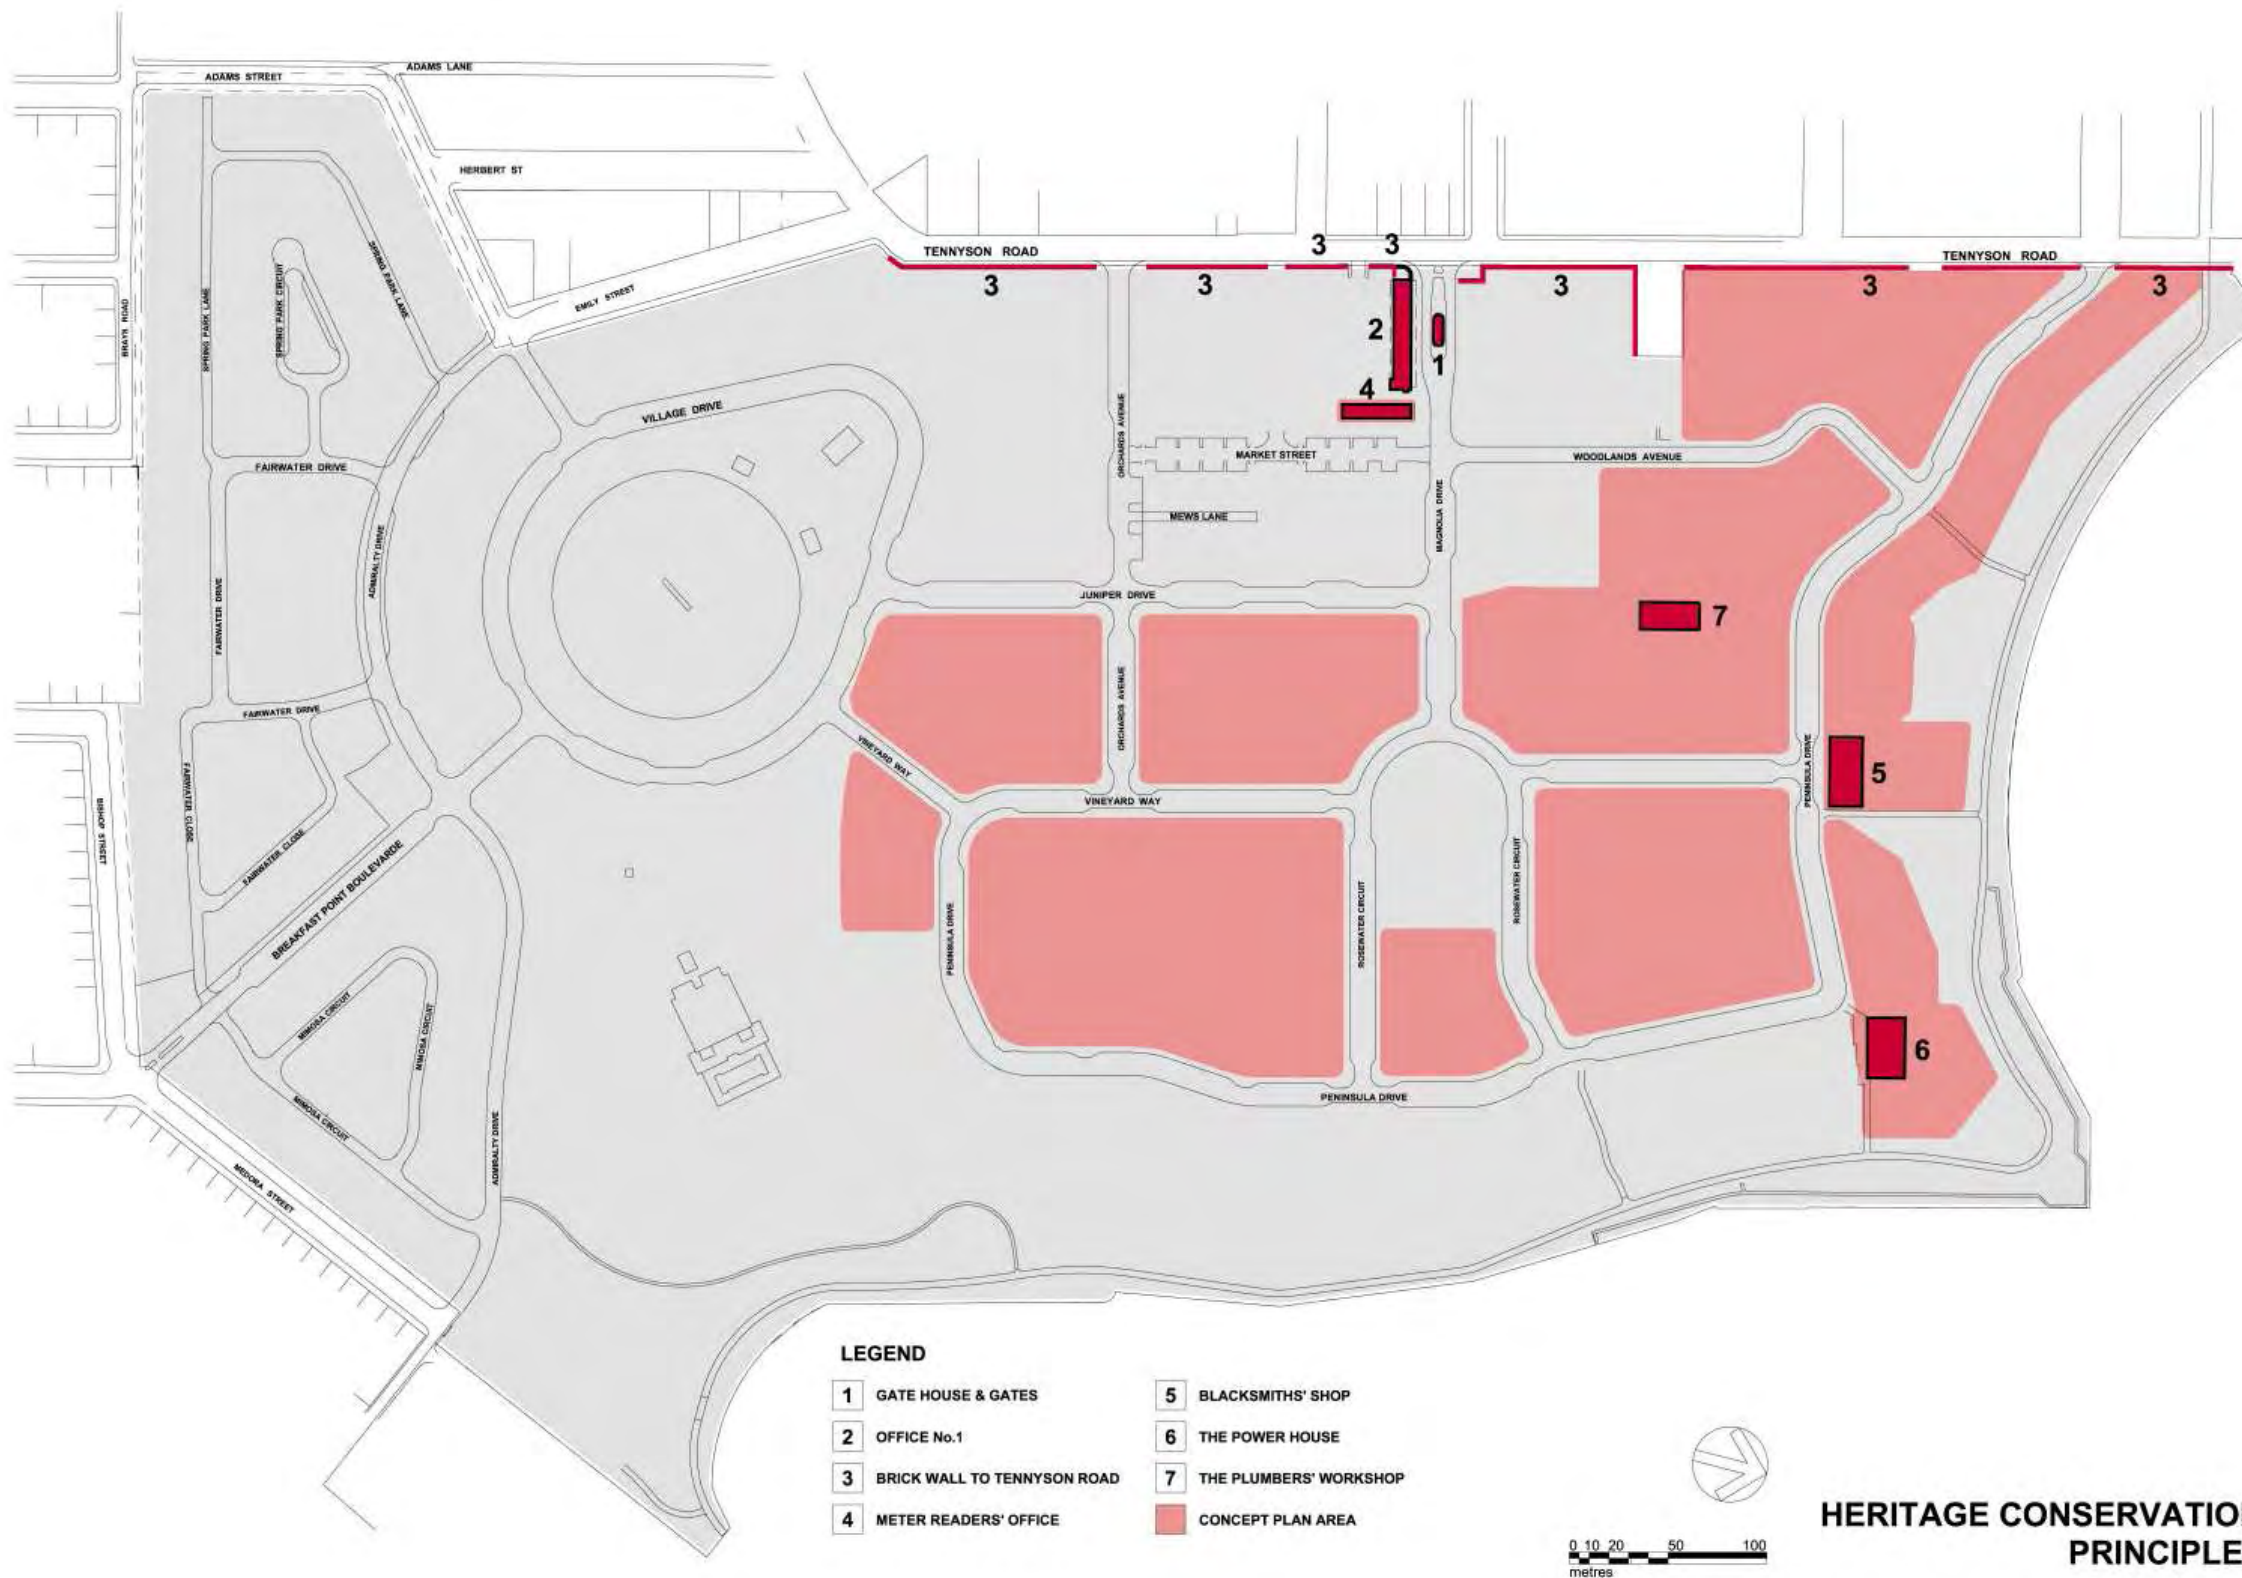 ADAMS LANE
ADAMS STREET
HERBERT ST
TENNYSON ROAD
3
3
TENNYSON ROAD
SPRING PARK LANE
SPRING PARK CIRCUIT
SPRING PARK LANE
BRAYS ROAD
EMILY STREET
3
3
3
3
3
2
1
4
VILLAGE DRIVE
ORCHARDS AVENUE
MARKET STREET
WOODLANDS AVENUE
FAIRWATER DRIVE
MAGNOLIA DRIVE
MEWS LANE
ADMIRALTY DRIVE
FAIRWATER DRIVE
JUNIPER DRIVE
7
FAIRWATER DRIVE
ORCHARDS AVENUE
VINEYARD WAY
PENINSULA DRIVE
5
FAIRWATER CLOSE
VINEYARD WAY
BISHOP STREET
FAIRWATER CLOSE
BREAKFAST POINT BOULEVARDE
PENINSULA DRIVE
ROSEWATER CIRCUIT
ROSEWATER CIRCUIT
MIMOSA CIRCUIT
MIMOSA CIRCUIT
6
MIMOSA CIRCUIT
PENINSULA DRIVE
ADMIRALTY DRIVE
MEDORA STREET
LEGEND
1 GATE HOUSE & GATES
2 OFFICE No.1
3 BRICK WALL TO TENNYSON ROAD
4 METER READERS' OFFICE
5 BLACKSMITHS' SHOP
6 THE POWER HOUSE
7 THE PLUMBERS' WORKSHOP
CONCEPT PLAN AREA
0 10 20 50 100
metres
HERITAGE CONSERVATIO
PRINCIPLE